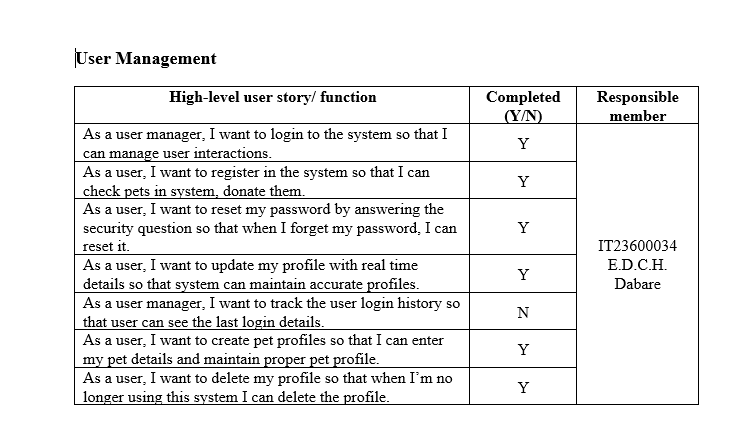 User Management
High-level user story/ function
Completed
(Y/N)
Responsible
member
As a user manager, I want to login to the system so that I
can manage user interactions.
Y
As a user, I want to register in the system so that I can
check pets in system, donate them.
Y
As a user, I want to reset my password by answering the
security question so that when I forget my password, I can
reset it.
Y
As a user, I want to update my profile with real time
details so that system can maintain accurate profiles.
Y
As a user manager, I want to track the user login history so
that user can see the last login details.
N
As a user, I want to create pet profiles so that I can enter
my pet details and maintain proper pet profile.
Y
As a user, I want to delete my profile so that when I’m no
longer using this system I can delete the profile.
Y
IT23600034
E.D.C.H.
Dabare